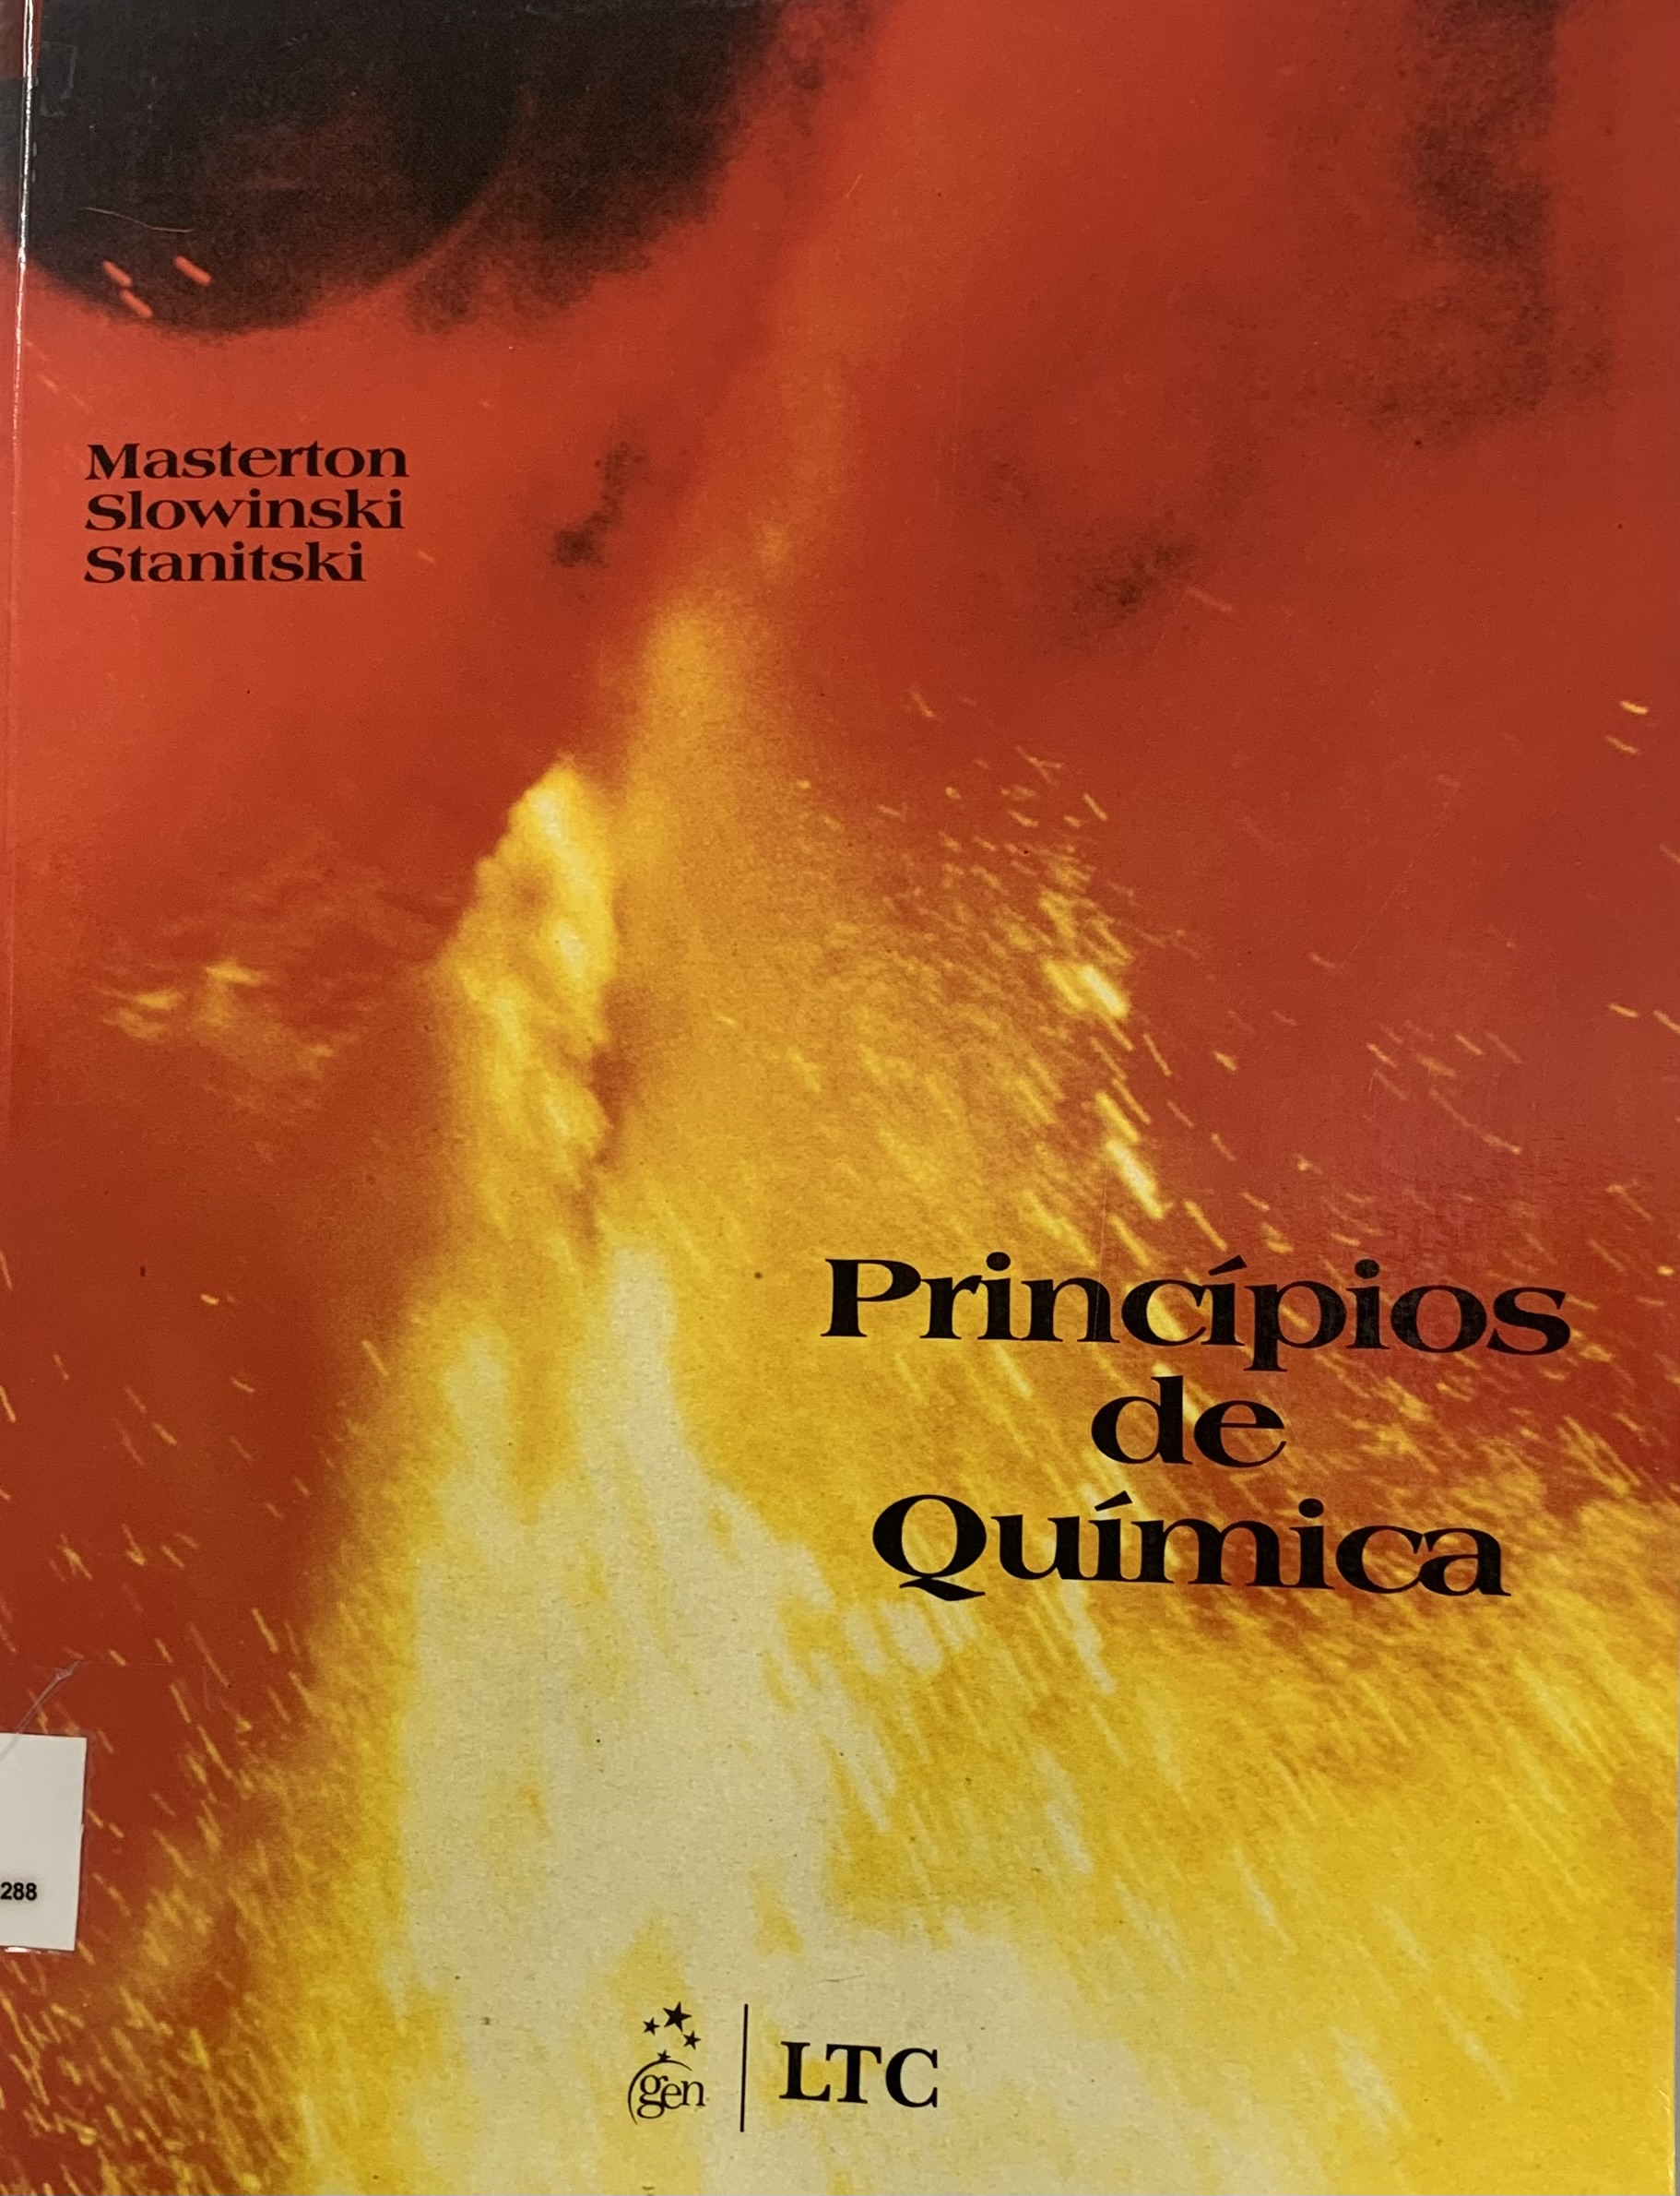 Masterton
Slowinski
Stanitski
Princípios
de
Química
288
gen
LTC